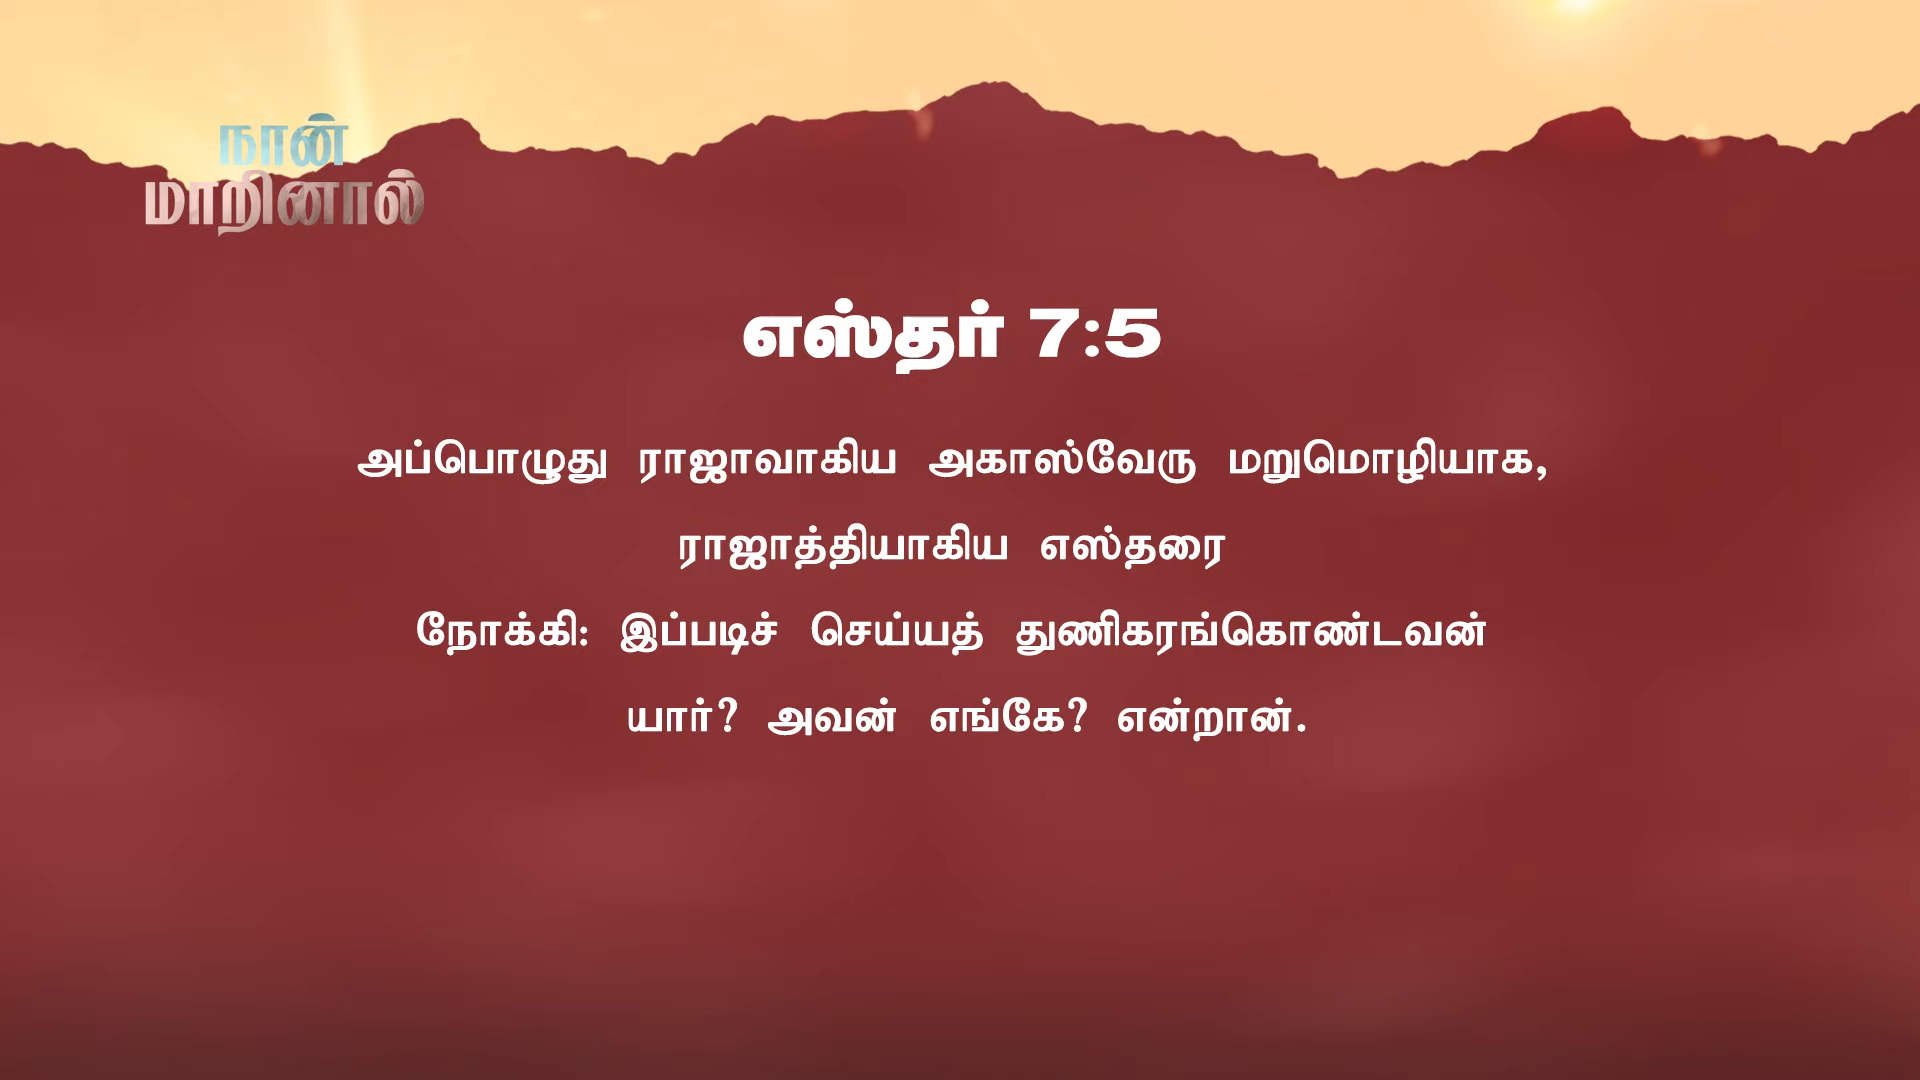 நான்
மாறினால்
எஸ்தர் 7:5
அப்பொழுது ராஜாவாகிய அகாஸ்வேரு மறுமொழியாக,
ராஜாத்தியாகிய எஸ்தரை
நோக்கி: இப்படிச் செய்யத் துணிகரங்கொண்டவன்
யார்? அவன் எங்கே? என்றான்.